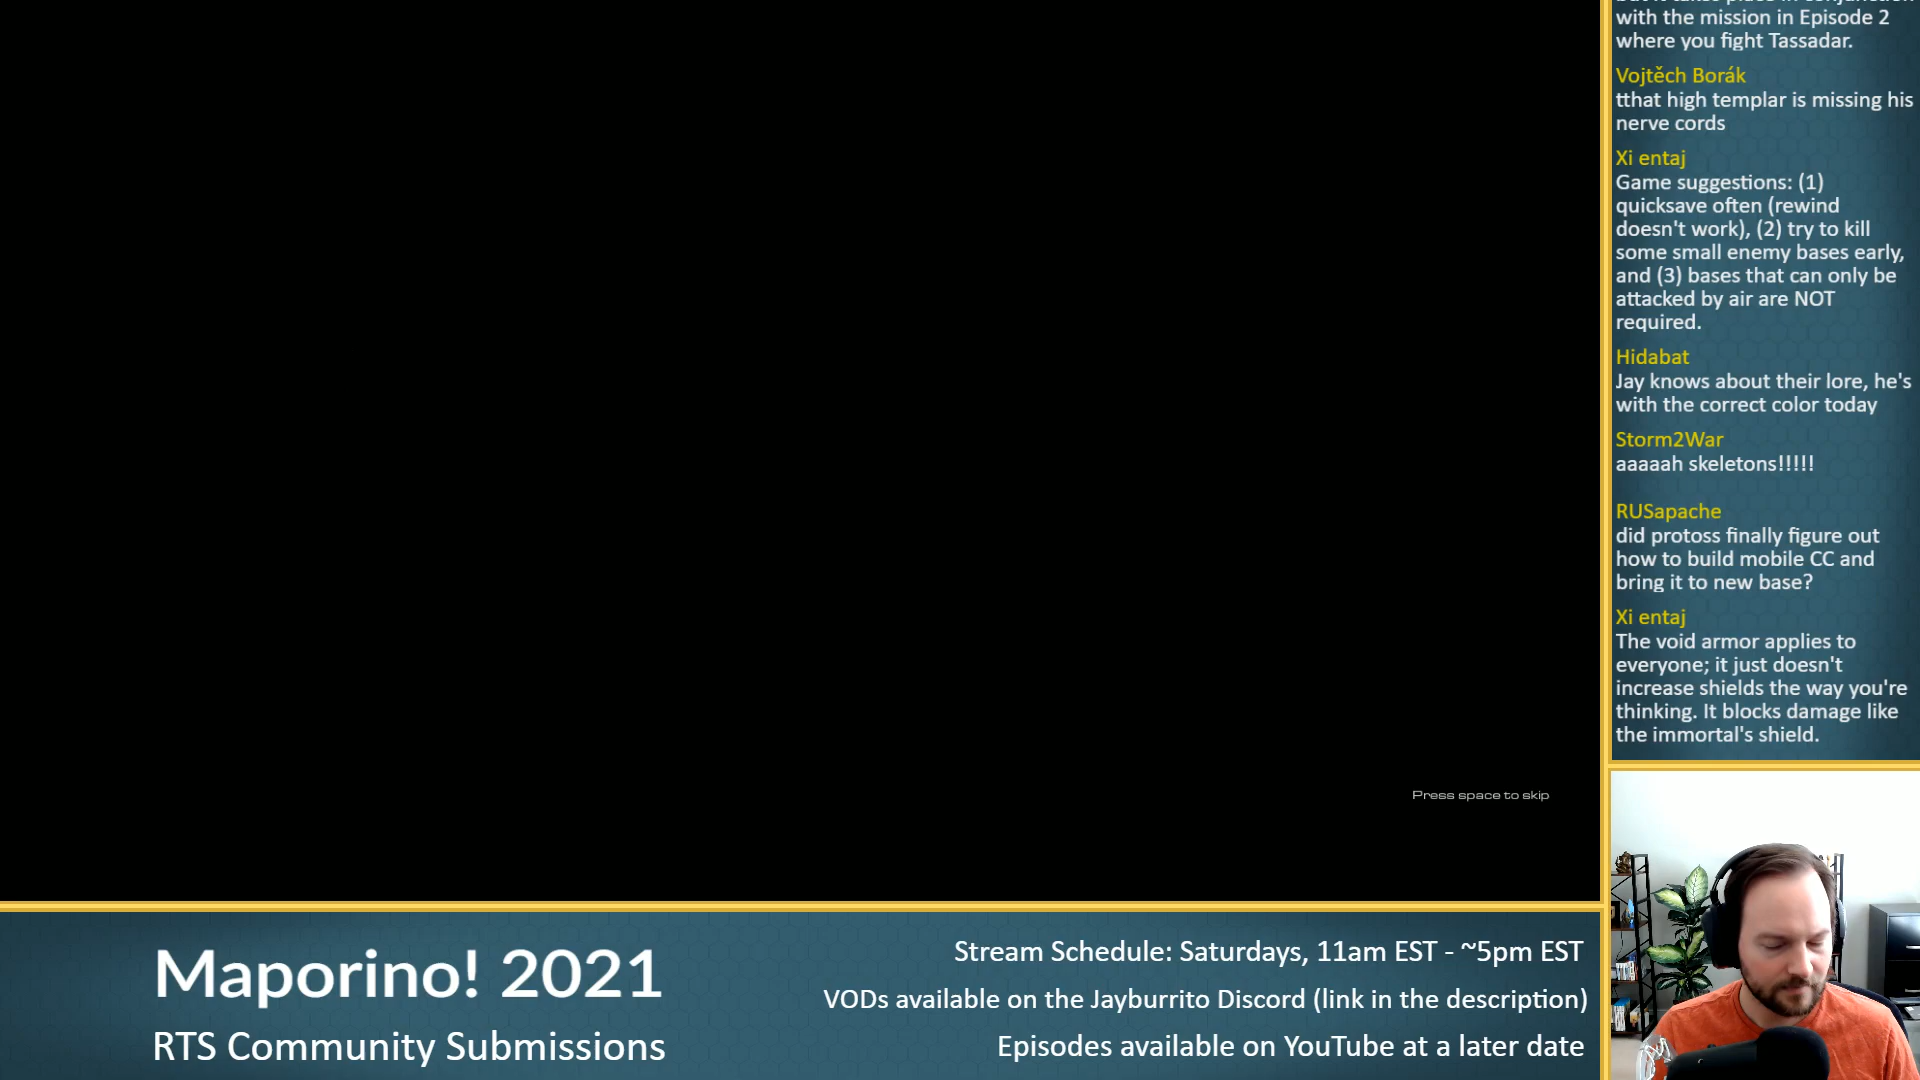 with the mission in Episode 2
where you fight Tassadar.
Vojtěch Borák
tthat high templar is missing his
nerve cords
Xi entaj
Game suggestions: (1)
quicksave often (rewind
doesn't work), (2) try to kill
some small enemy bases early,
and (3) bases that can only be
attacked by air are NOT
required.
Hidabat
Jay knows about their lore, he's
with the correct color today
Storm2War
aaaaah skeletons!!!!!
RUSapache
did protoss finally figure out
how to build mobile CC and
bring it to new base?
Xi entaj
The void armor applies to
everyone; it just doesn't
increase shields the way you're
thinking. It blocks damage like
the immortal's shield.
Press space to skip
Maporino! 2021
RTS Community Submissions
Stream Schedule: Saturdays, 11am EST - ~5pm EST
VODs available on the Jayburrito Discord (link in the description)
Episodes available on YouTube at a later date